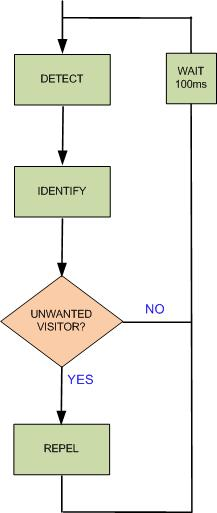 DETECT
WAIT
100ms
IDENTIFY
UNWANTED
VISITOR?
NO
YES
REPEL